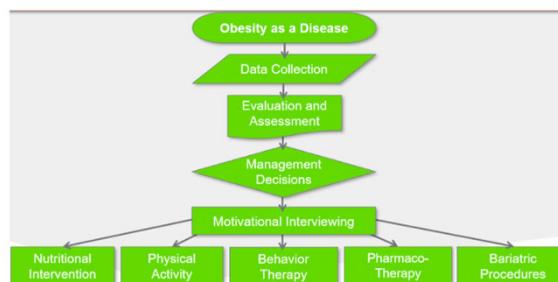 Obesity as a Disease
Data Collection
Evaluation and
Assessment
Management
Decisions
Motivational Interviewing
Nutritional
Intervention
Physical
Activity
Behavior
Therapy
Pharmaco-
Therapy
Bariatric
Procedures